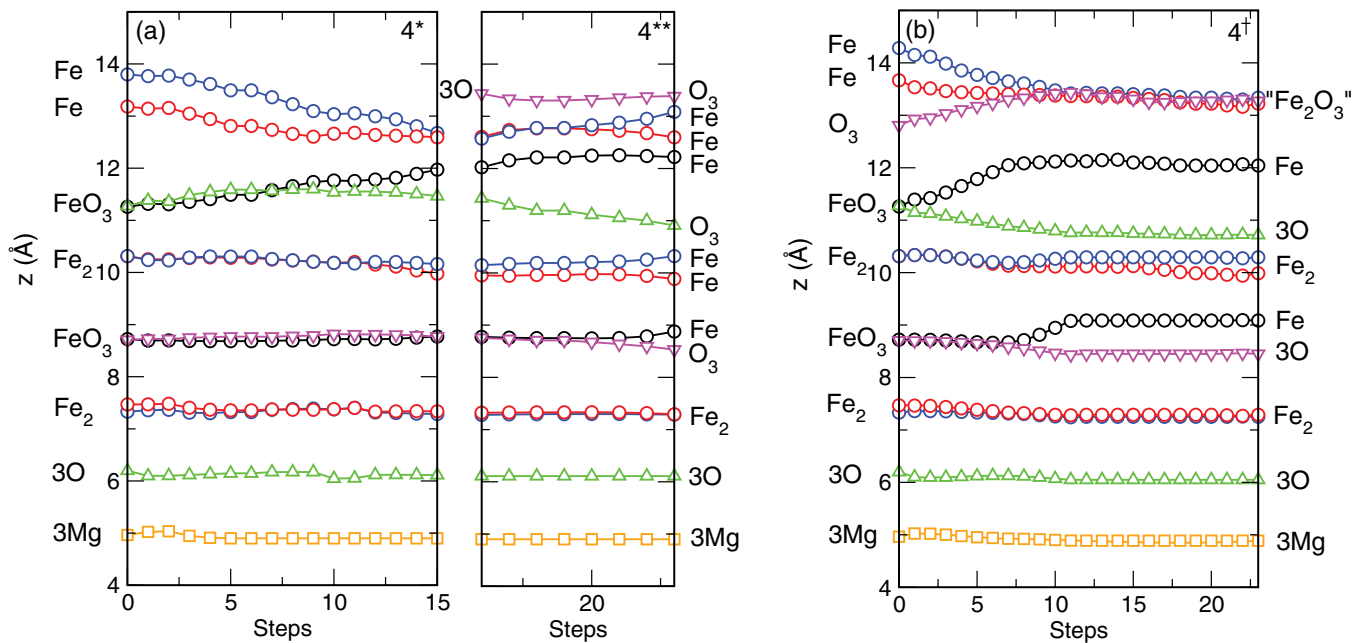 (a)
4*
4**
z (Å)
14
12
10
8
6
4
Fe
Fe
FeO₃
Fe₂
FeO₃
Fe₂
3O
3Mg
0
5
10
15
Steps
3O
O₃
Fe
Fe
Fe
O₃
Fe
Fe
Fe
O₃
Fe₂
3O
3Mg
20
Steps
(b)
4†
z (Å)
14
12
10
8
6
4
Fe
Fe
O₃
FeO₃
Fe₂
FeO₃
Fe₂
3O
3Mg
"Fe₂O₃"
Fe
3O
Fe₂
Fe
3O
Fe₂
3O
3Mg
0
5
10
15
20
Steps